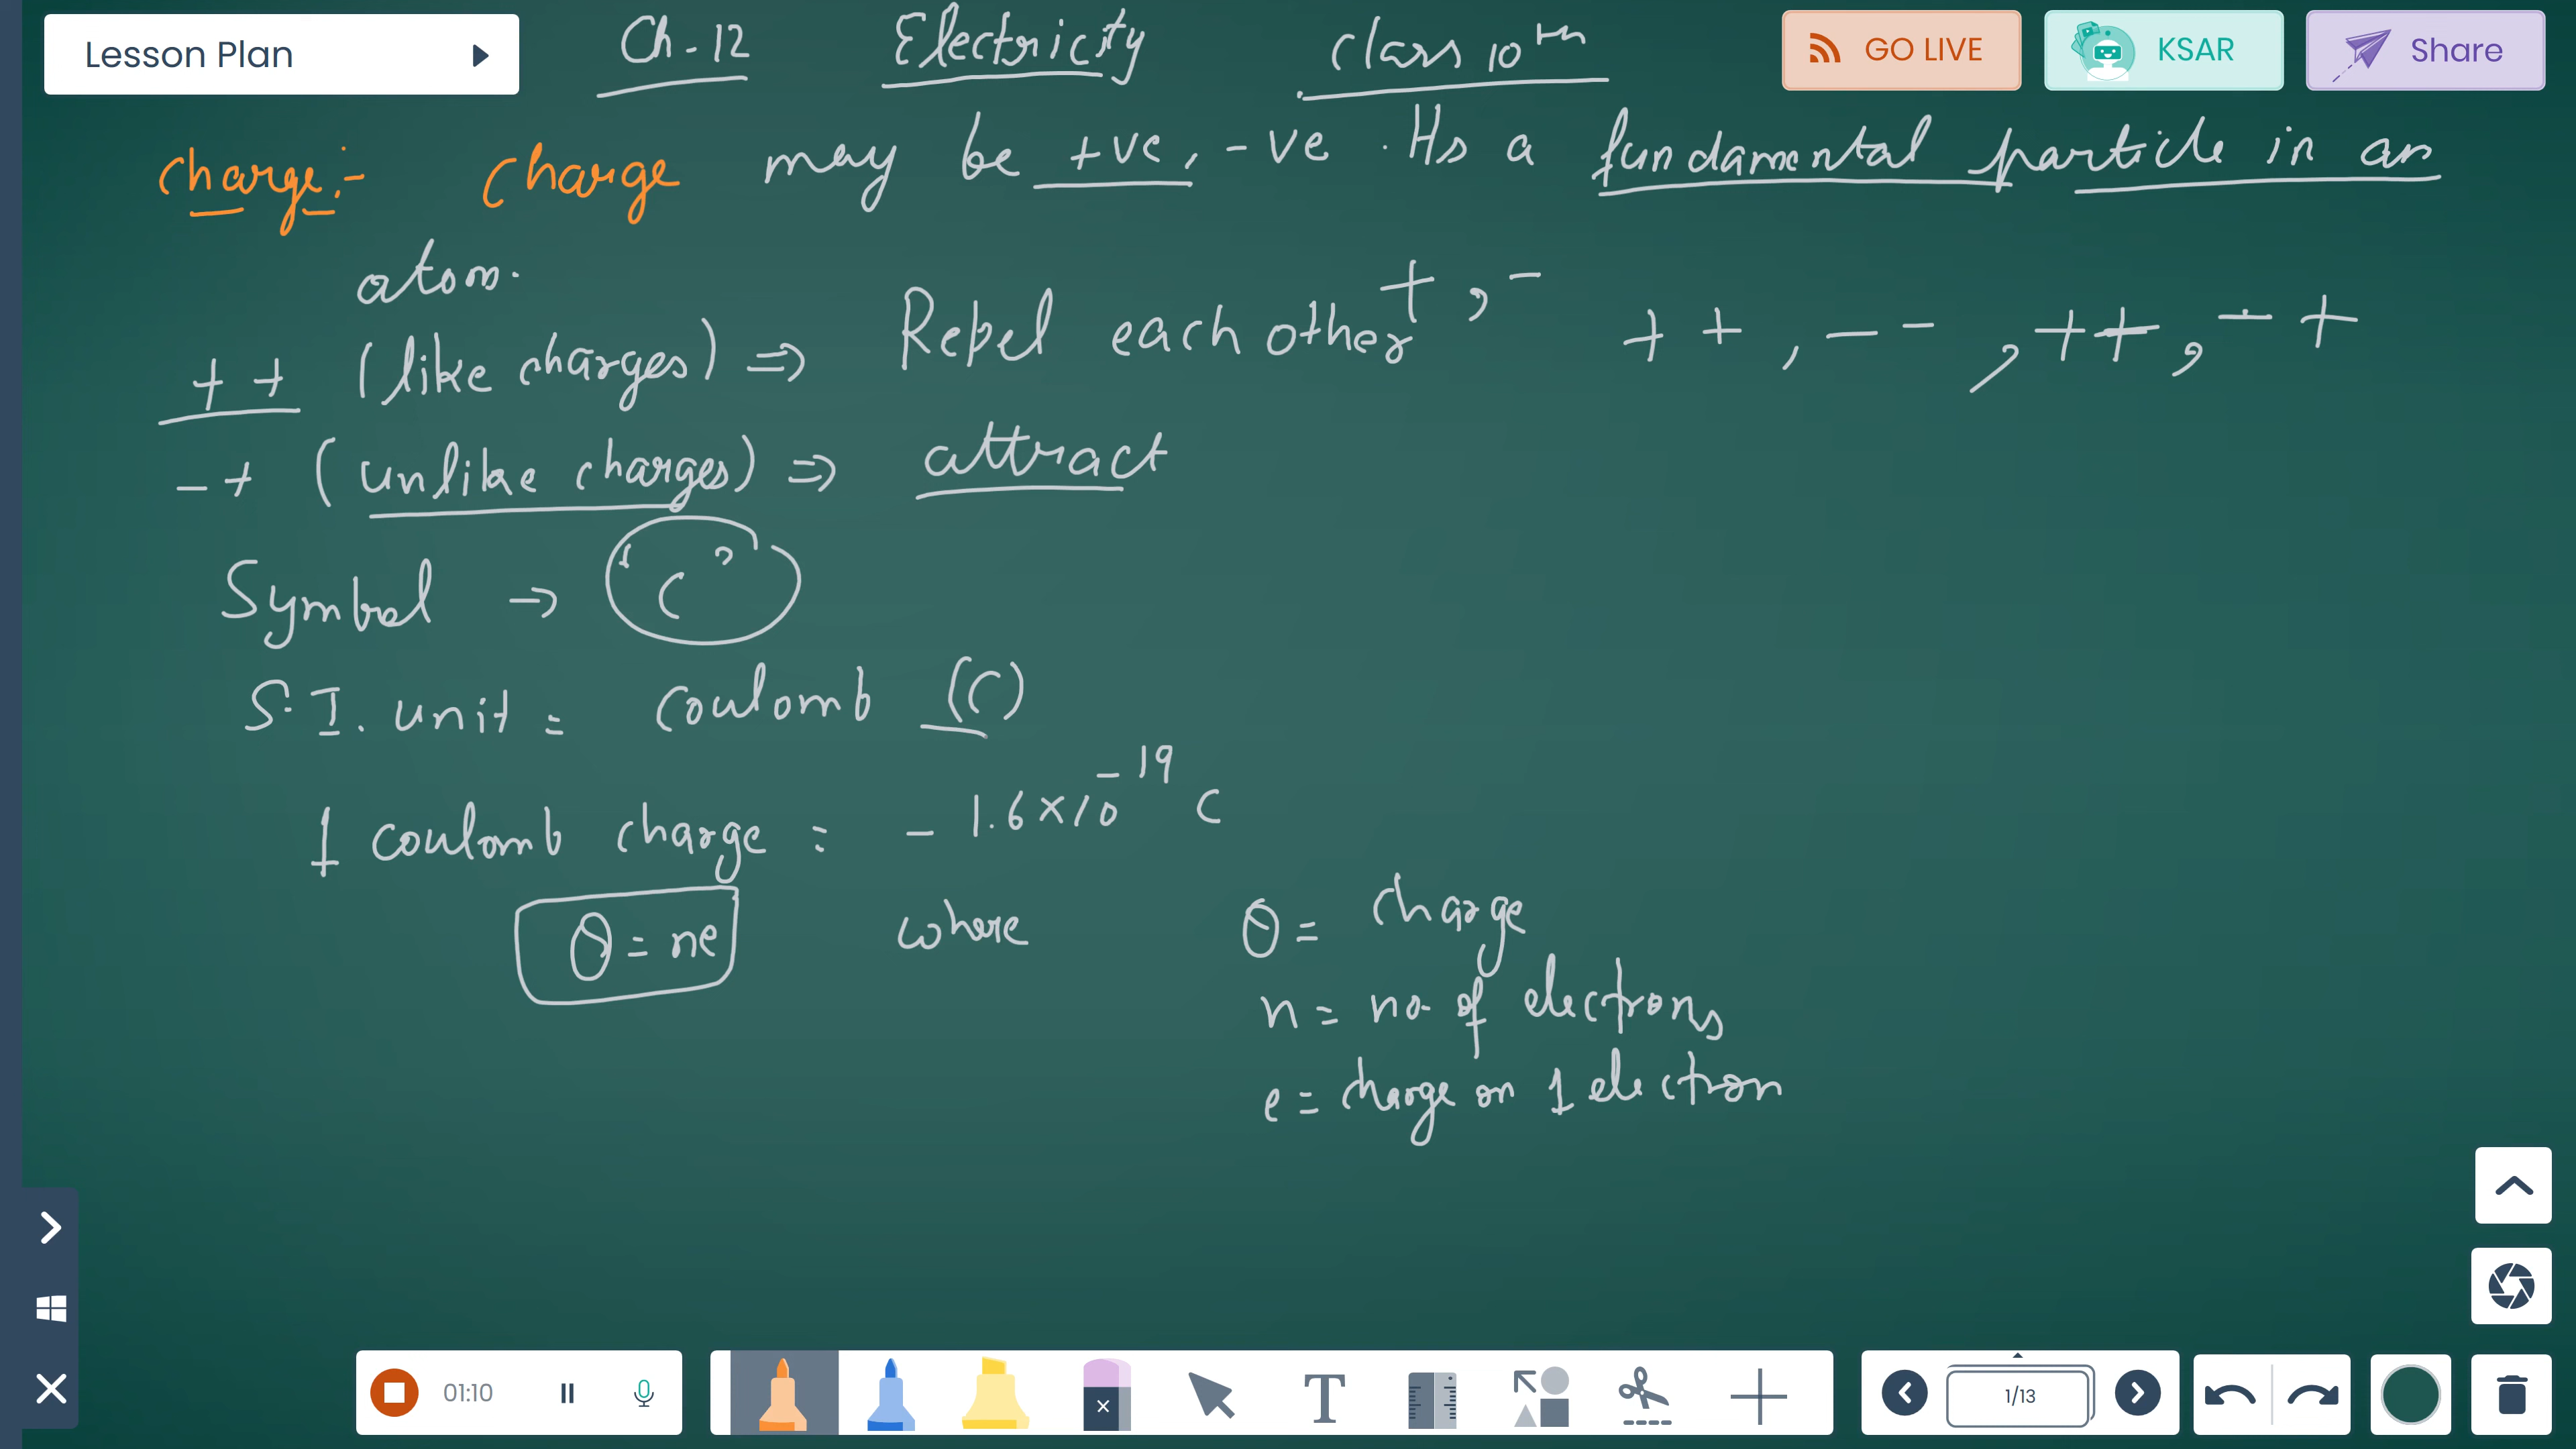 Lesson Plan
Ch-12 Electricity Class 10th
GO LIVE
KSAR
Share
Charge:- Charge may be +ve, -ve. Its a fundamental particle in an
atom.
+ + (like charges) ⇒ Repel each other +, - + +, - -, + +, - +
- + (unlike charges) ⇒ attract
Symbol → 'C'
S.I. unit = Coulomb (C)
1 coulomb charge = - 1.6×10⁻¹⁹ C
Q = ne where Q = charge
n = no. of electrons
e = charge on 1 electron
01:10
T
1/13